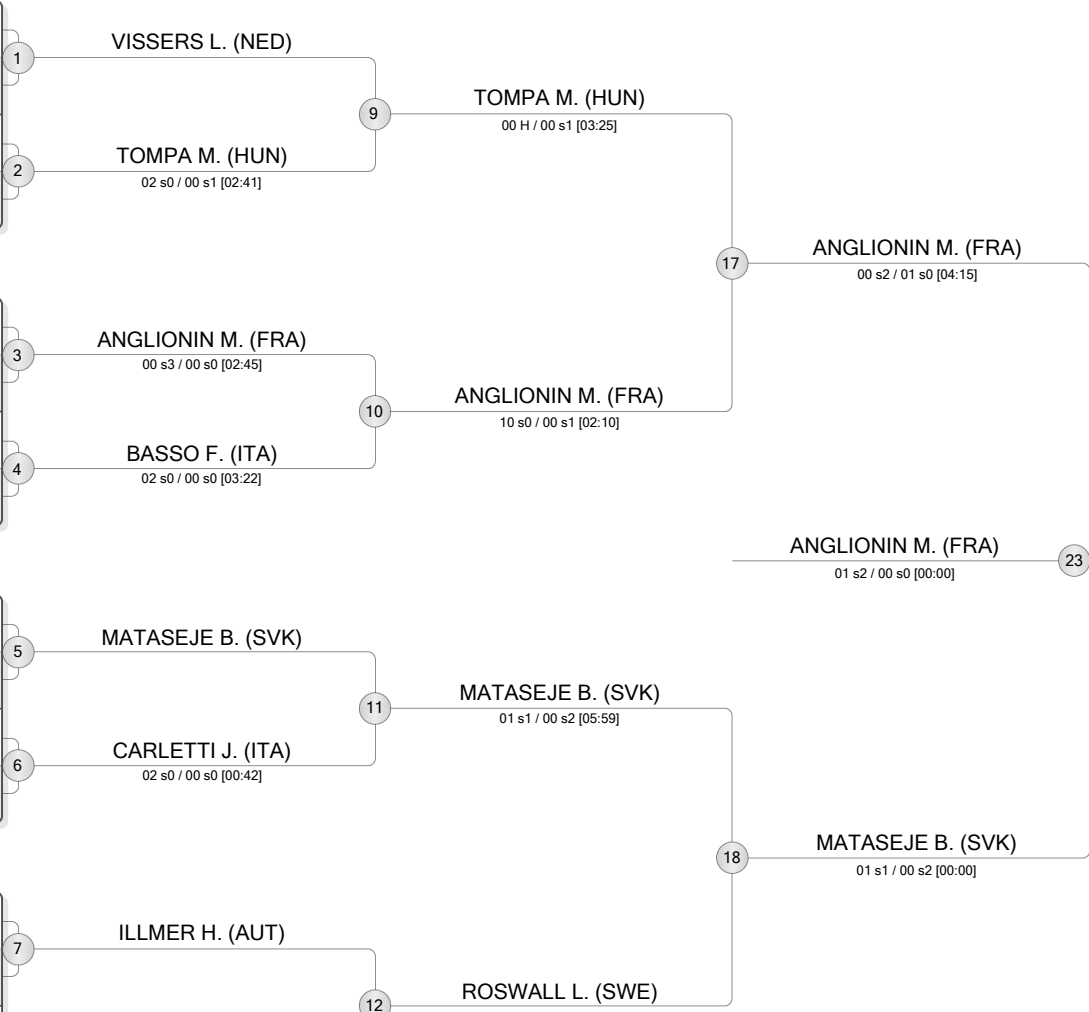 VISSERS L. (NED)
1
TOMPA M. (HUN)
00 H / 00 s1 [03:25]
9
TOMPA M. (HUN)
02 s0 / 00 s1 [02:41]
2
ANGLIONIN M. (FRA)
00 s2 / 01 s0 [04:15]
17
ANGLIONIN M. (FRA)
00 s3 / 00 s0 [02:45]
3
ANGLIONIN M. (FRA)
10 s0 / 00 s1 [02:10]
10
BASSO F. (ITA)
02 s0 / 00 s0 [03:22]
4
ANGLIONIN M. (FRA)
01 s2 / 00 s0 [00:00]
23
MATASEJE B. (SVK)
5
MATASEJE B. (SVK)
01 s1 / 00 s2 [05:59]
11
CARLETTI J. (ITA)
02 s0 / 00 s0 [00:42]
6
MATASEJE B. (SVK)
01 s1 / 00 s2 [00:00]
18
ILLMER H. (AUT)
7
ROSWALL L. (SWE)
12